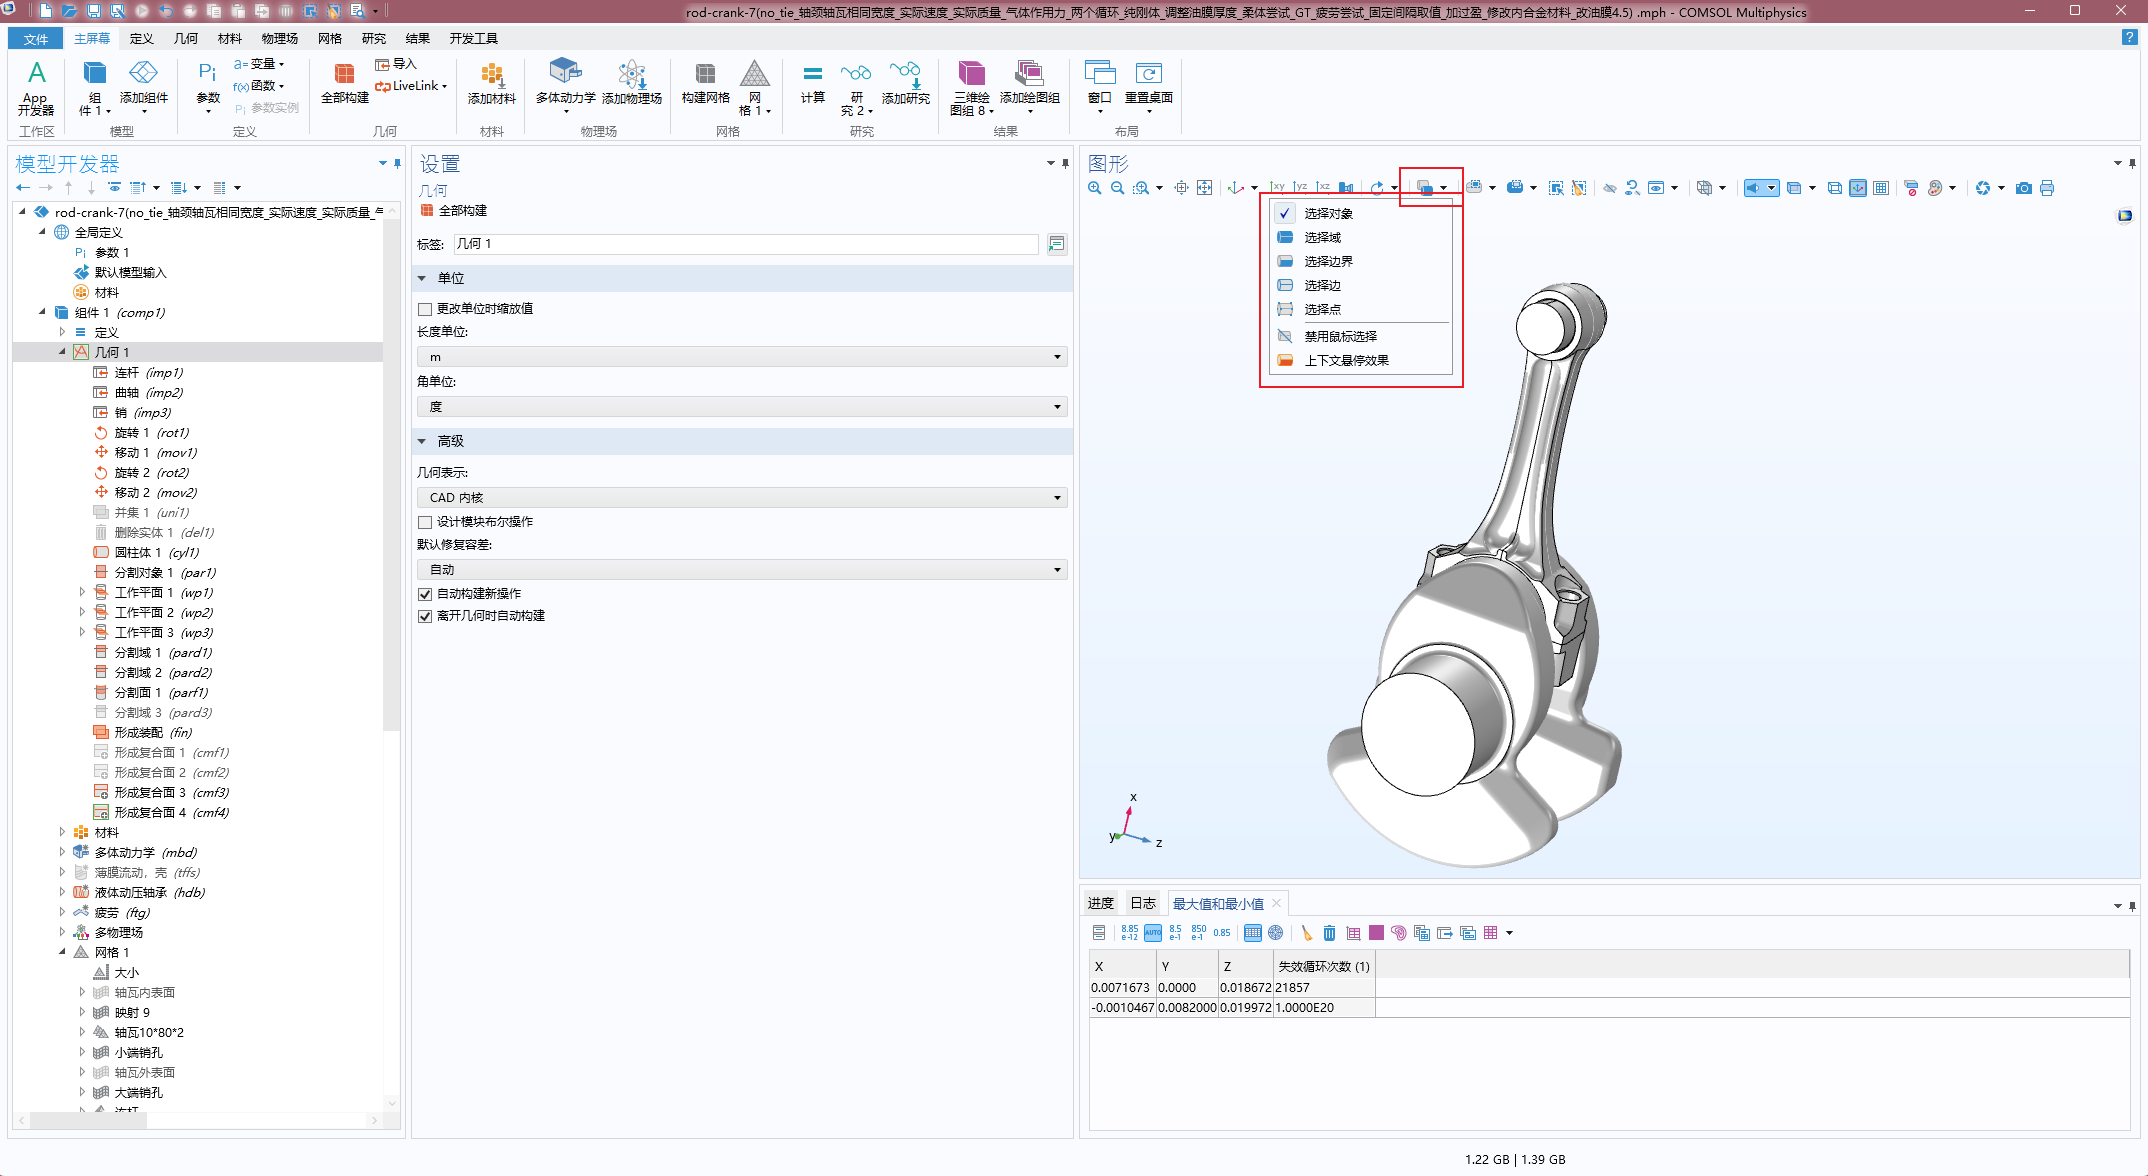 rod-crank-7(no_tie_轴颈轴瓦相同宽度_实际速度_实际质量_气体作用力_两个循环_纯刚体_调整油膜厚度_柔体尝试_GT_疲劳尝试_固定间隔取值_加过盈_修改内合金材料_改油膜4.5) .mph - COMSOL Multiphysics
文件 主屏幕 定义 几何 材料 物理场 网格 研究 结果 开发工具
App 开发器
工作区
组件 1
添加组件
模型
Pi 参数
a= 变量
f(x) 函数
Pi 参数实例
定义
全部构建
导入
LiveLink
几何
添加材料
材料
多体动力学
添加物理场
物理场
构建网格
网格 1
网格
计算
研究 2
添加研究
研究
三维绘图组 8
添加绘图组
结果
窗口
重置桌面
布局
模型开发器
rod-crank-7(no_tie_轴颈轴瓦相同宽度_实际速度_实际质量_
全局定义
Pi 参数 1
默认模型输入
材料
组件 1 (comp1)
定义
几何 1
连杆 (imp1)
曲轴 (imp2)
销 (imp3)
旋转 1 (rot1)
移动 1 (mov1)
旋转 2 (rot2)
移动 2 (mov2)
并集 1 (uni1)
删除实体 1 (del1)
圆柱体 1 (cyl1)
分割对象 1 (par1)
工作平面 1 (wp1)
工作平面 2 (wp2)
工作平面 3 (wp3)
分割域 1 (pard1)
分割域 2 (pard2)
分割面 1 (parf1)
分割域 3 (pard3)
形成装配 (fin)
形成复合面 1 (cmf1)
形成复合面 2 (cmf2)
形成复合面 3 (cmf3)
形成复合面 4 (cmf4)
材料
多体动力学 (mbd)
薄膜流动，壳 (tffs)
液体动压轴承 (hdb)
疲劳 (ftg)
多物理场
网格 1
大小
轴瓦内表面
映射 9
轴瓦10*80*2
小端销孔
轴瓦外表面
大端销孔
连杆
设置
几何
全部构建
标签: 几何 1
单位
更改单位时缩放值
长度单位:
m
角单位:
度
高级
几何表示:
CAD 内核
设计模块布尔操作
默认修复容差:
自动
自动构建新操作
离开几何时自动构建
图形
xy yz xz
选择对象
选择域
选择边界
选择边
选择点
禁用鼠标选择
上下文悬停效果
x
y
z
进度 日志 最大值和最小值
8.85 e-12 AUTO 8.5 e-1 850 e-1 0.85
X Y Z 失效循环次数 (1)
0.0071673 0.0000 0.018672 21857
-0.0010467 0.0082000 0.019972 1.0000E20
1.22 GB | 1.39 GB